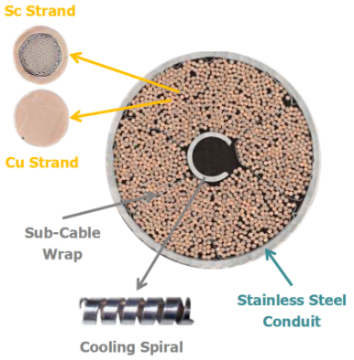 Sc Strand
Cu Strand
Sub-Cable
Wrap
Stainless Steel
Conduit
Cooling Spiral